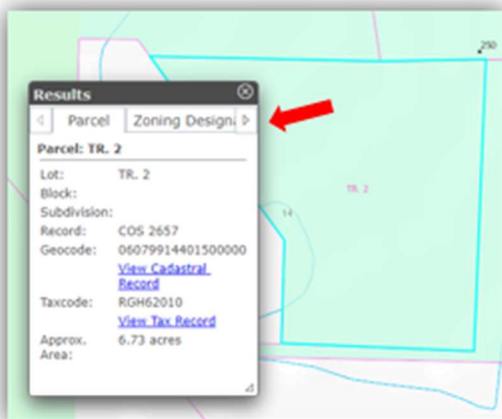 250
Results
Parcel
Zoning Design
Parcel: TR. 2
Lot: TR. 2
Block:
Subdivision:
Record: COS 2657
Geocode: 06079914401500000
View Cadastral
Record
Taxcode: RGH62010
View Tax Record
Approx. 6.73 acres
Area:
TR. 2
14